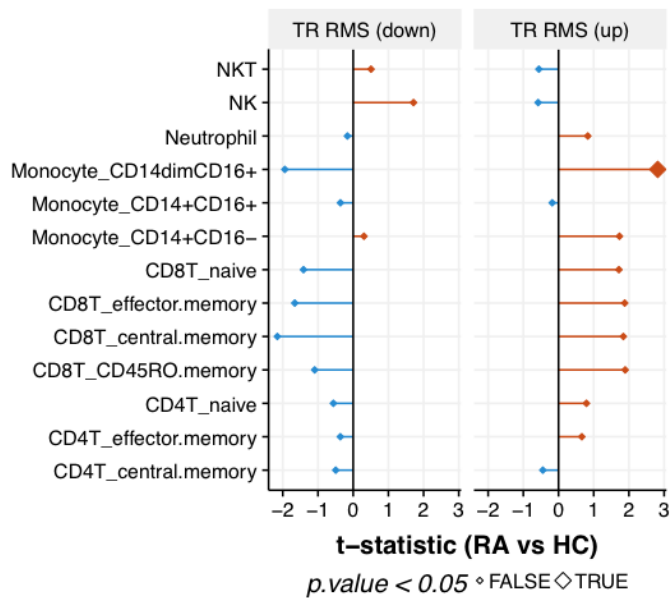 TR RMS (down) TR RMS (up)
NKT
NK
Neutrophil
Monocyte_CD14dimCD16+
Monocyte_CD14+CD16+
Monocyte_CD14+CD16−
CD8T_naive
CD8T_effector.memory
CD8T_central.memory
CD8T_CD45RO.memory
CD4T_naive
CD4T_effector.memory
CD4T_central.memory
−2 −1 0 1 2 3 −2 −1 0 1 2 3
t−statistic (RA vs HC)
p.value < 0.05 FALSE TRUE